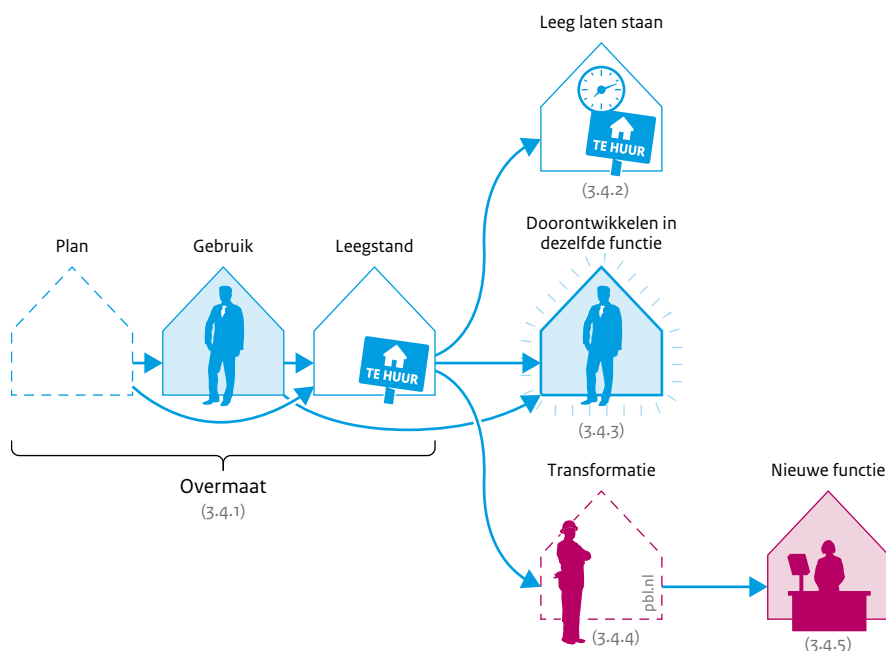 Leeg laten staan
TE HUUR
(3.4.2)
Plan
Gebruik
Leegstand
Doorontwikkelen in
dezelfde functie
TE HUUR
(3.4.3)
Overmaat
(3.4.1)
Transformatie
Nieuwe functie
pbl.nl
(3.4.4)
(3.4.5)